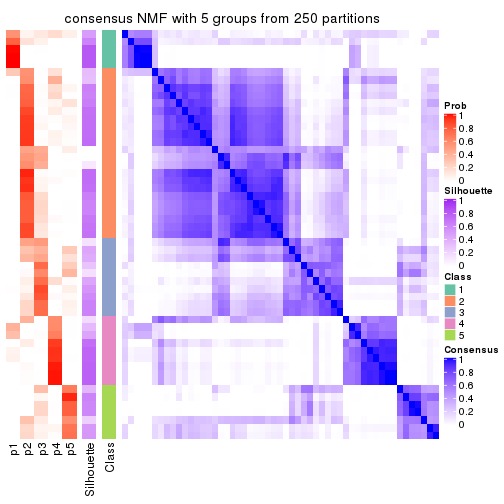 consensus NMF with 5 groups from 250 partitions
Prob
1
0.8
0.6
0.4
0.2
0
Silhouette
1
0.8
0.6
0.4
0.2
0
Class
1
2
3
4
5
Consensus
1
0.8
0.6
0.4
0.2
0
p1
p2
p3
p4
p5
Silhouette
Class